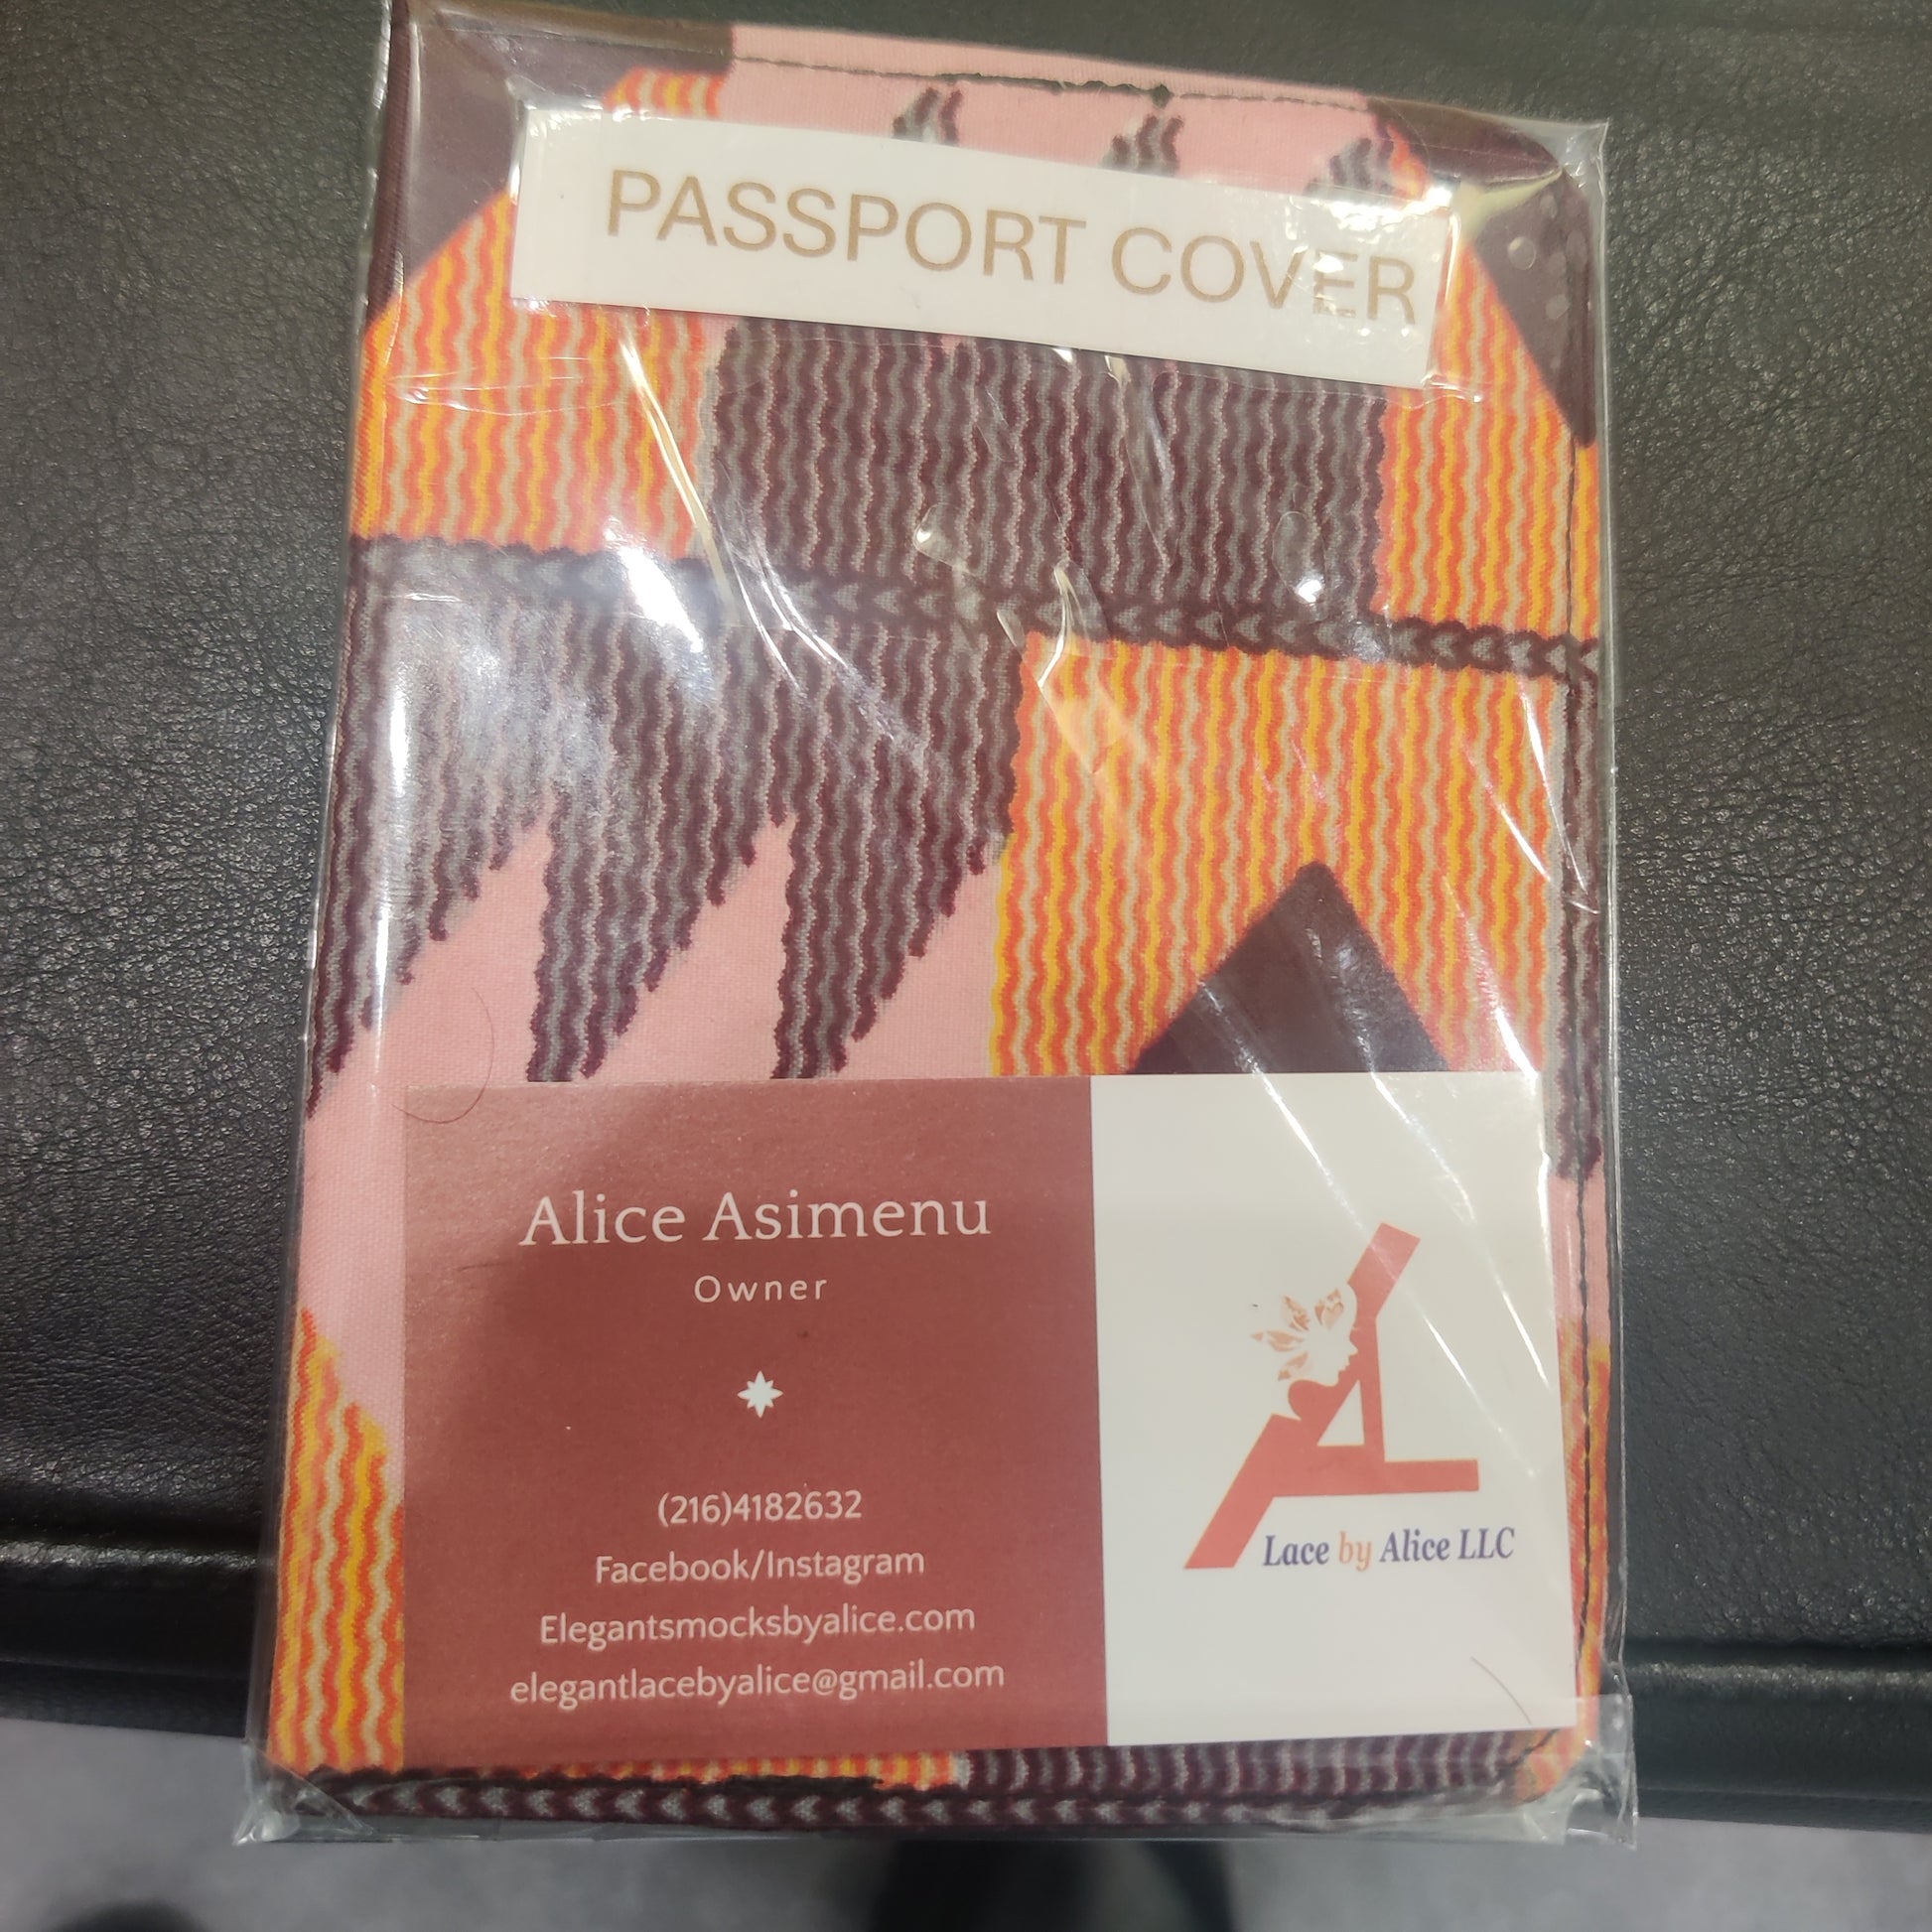 PASSPORT COVER
Alice Asimenu
Owner
(216)4182632
Facebook/Instagram
Elegantsmocksbyalice.com
elegantlacebyalice@gmail.com
Lace by Alice LLC